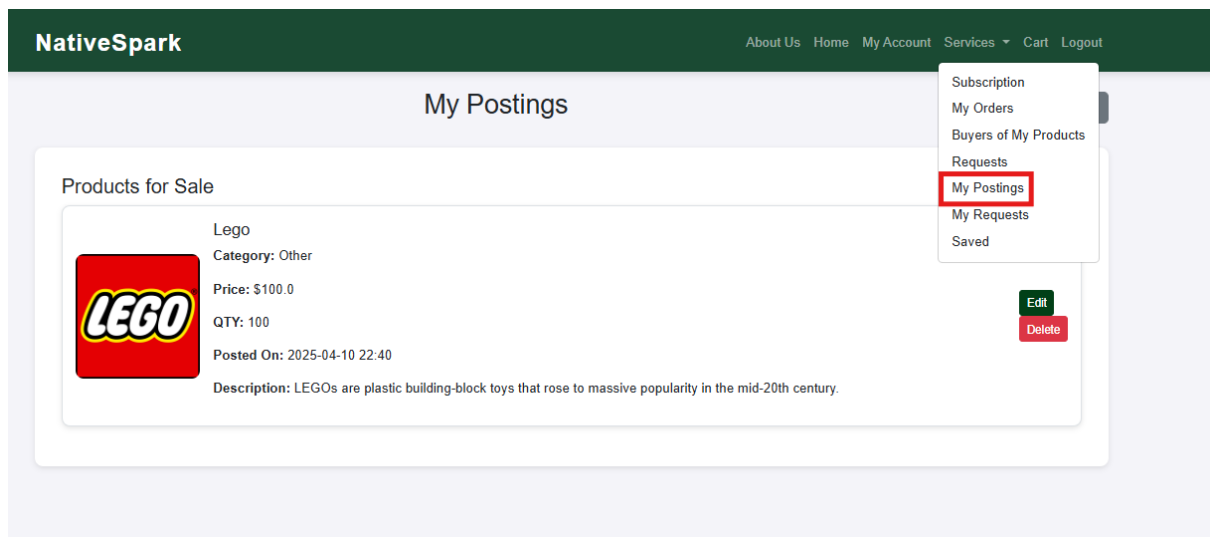 NativeSpark
About Us Home My Account Services Cart Logout
Subscription
My Orders
Buyers of My Products
Requests
My Postings
My Requests
Saved
My Postings
Products for Sale
LEGO
Lego
Category: Other
Price: $100.0
QTY: 100
Posted On: 2025-04-10 22:40
Description: LEGOs are plastic building-block toys that rose to massive popularity in the mid-20th century.
Edit
Delete